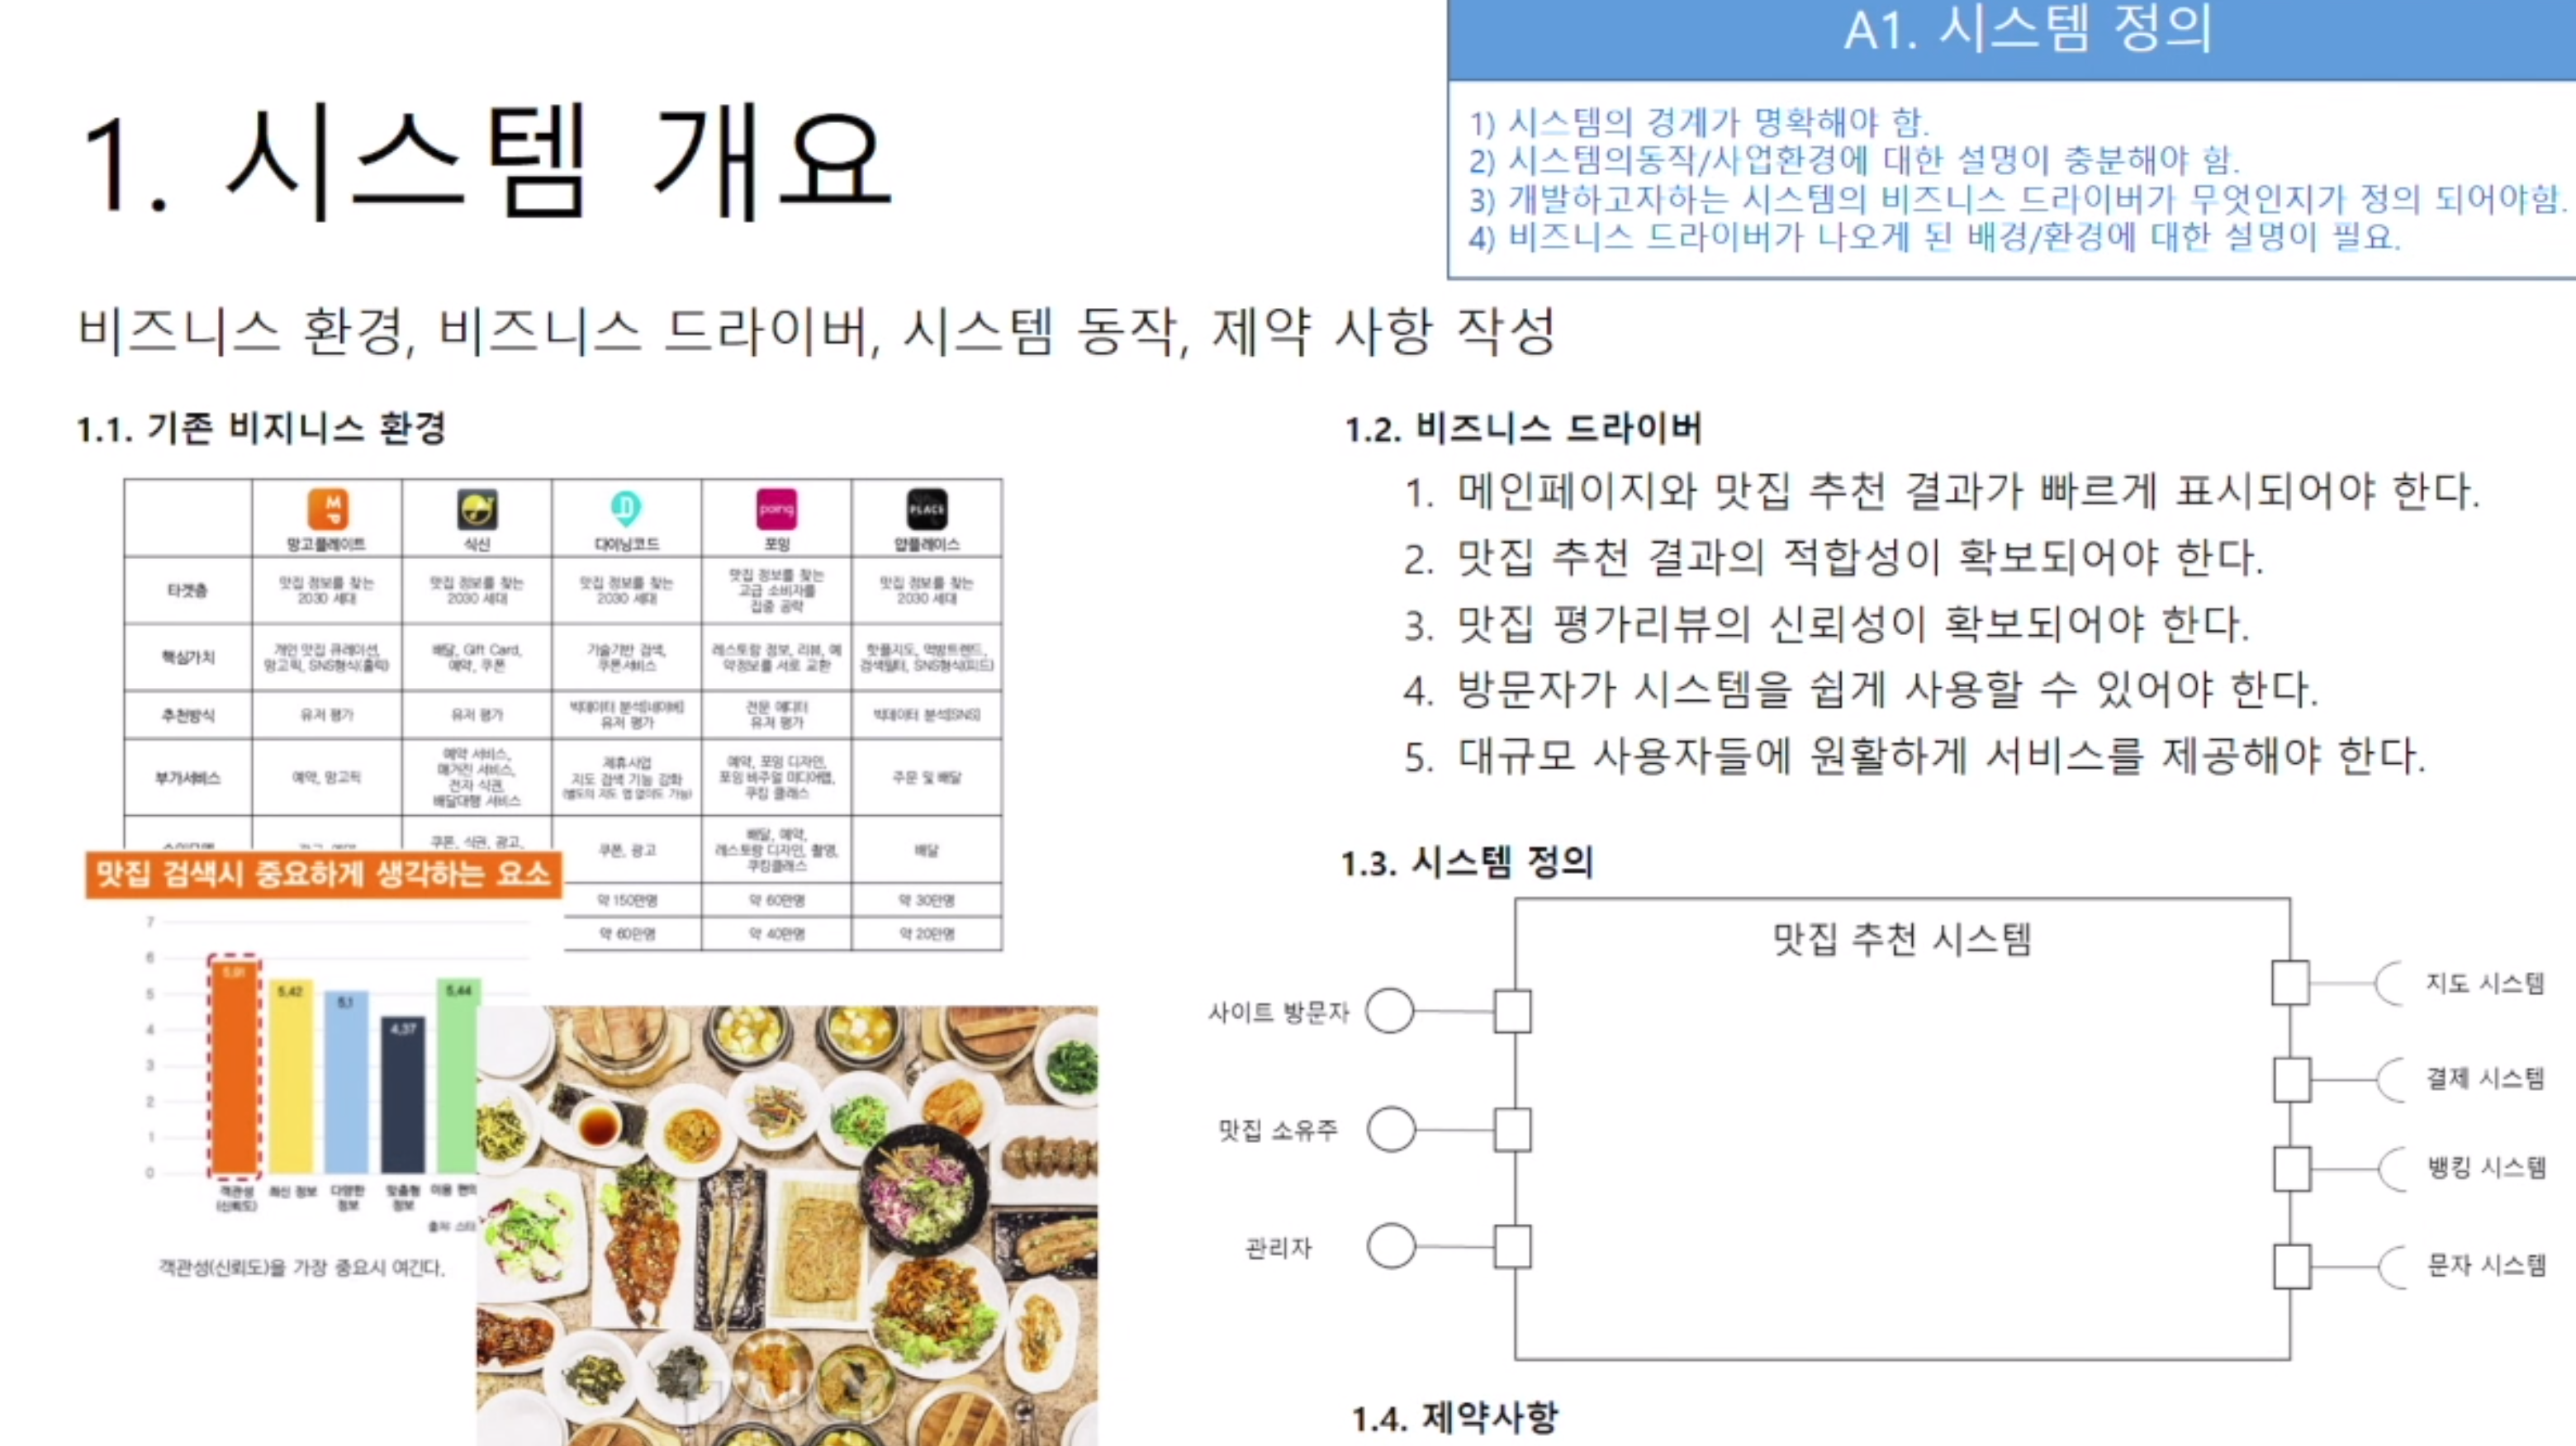 A1. 시스템 정의
1. 시스템 개요
1) 시스템의 경계가 명확해야 함.
2) 시스템의동작/사업환경에 대한 설명이 충분해야 함.
3) 개발하고자하는 시스템의 비즈니스 드라이버가 무엇인지가 정의 되어야함.
4) 비즈니스 드라이버가 나오게 된 배경/환경에 대한 설명이 필요.
비즈니스 환경, 비즈니스 드라이버, 시스템 동작, 제약 사항 작성
1.1. 기존 비지니스 환경
망고플레이트 식신 다이닝코드 포잉 얍플레이스
MP poing PLACE
타겟층
맛집 정보를 찾는
2030 세대
맛집 정보를 찾는
2030 세대
맛집 정보를 찾는
2030 세대
맛집 정보를 찾는
고급 소비자를
집중 공략
맛집 정보를 찾는
2030 세대
핵심가치
개인 맛집 큐레이션,
망고픽, SNS형식(홀릭)
배달, Gift Card,
예약, 쿠폰
기술기반 검색,
쿠폰서비스
레스토랑 정보, 리뷰, 예
약정보를 서로 교환
핫플지도, 먹방트렌드,
검색필터, SNS형식(피드)
추천방식
유저 평가
유저 평가
빅데이터 분석[네이버]
유저 평가
전문 에디터
유저 평가
빅데이터 분석[SNS]
부가서비스
예약, 망고픽
예약 서비스,
매거진 서비스,
전자 식권,
배달대행 서비스
제휴사업
지도 검색 기능 강화
(별도의 지도 앱 없이도 가능)
예약, 포잉 디자인,
포잉 비주얼 미디어랩,
쿠킹 클래스
주문 및 배달
쿠폰, 식권, 광고,
쿠폰, 광고
배달, 예약,
레스토랑 디자인, 촬영,
쿠킹클래스
배달
약 150만명 약 60만명 약 30만명
약 60만명 약 40만명 약 20만명
맛집 검색시 중요하게 생각하는 요소
7
6
5
4
3
2
1
0
5,91
5,42
5,1
4,37
5,44
객관성
(신뢰도)
최신 정보
다양한
정보
맞춤형
정보
이용 편의
출처: 스타
객관성(신뢰도)을 가장 중요시 여긴다.
1.2. 비즈니스 드라이버
1. 메인페이지와 맛집 추천 결과가 빠르게 표시되어야 한다.
2. 맛집 추천 결과의 적합성이 확보되어야 한다.
3. 맛집 평가리뷰의 신뢰성이 확보되어야 한다.
4. 방문자가 시스템을 쉽게 사용할 수 있어야 한다.
5. 대규모 사용자들에 원활하게 서비스를 제공해야 한다.
1.3. 시스템 정의
맛집 추천 시스템
사이트 방문자
맛집 소유주
관리자
지도 시스템
결제 시스템
뱅킹 시스템
문자 시스템
1.4. 제약사항